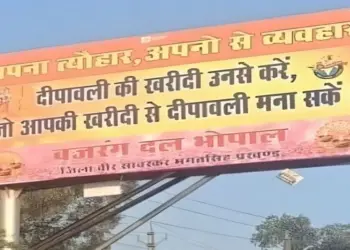 अपना त्यौहार, अपनो से व्यवहार
दीपावली की खरीदी उनसे करें,
जो आपकी खरीदी से दीपावली मना सकें
बजरंग दल भोपाल
जिला वीर सावरकर भगतसिंह प्रखण्ड